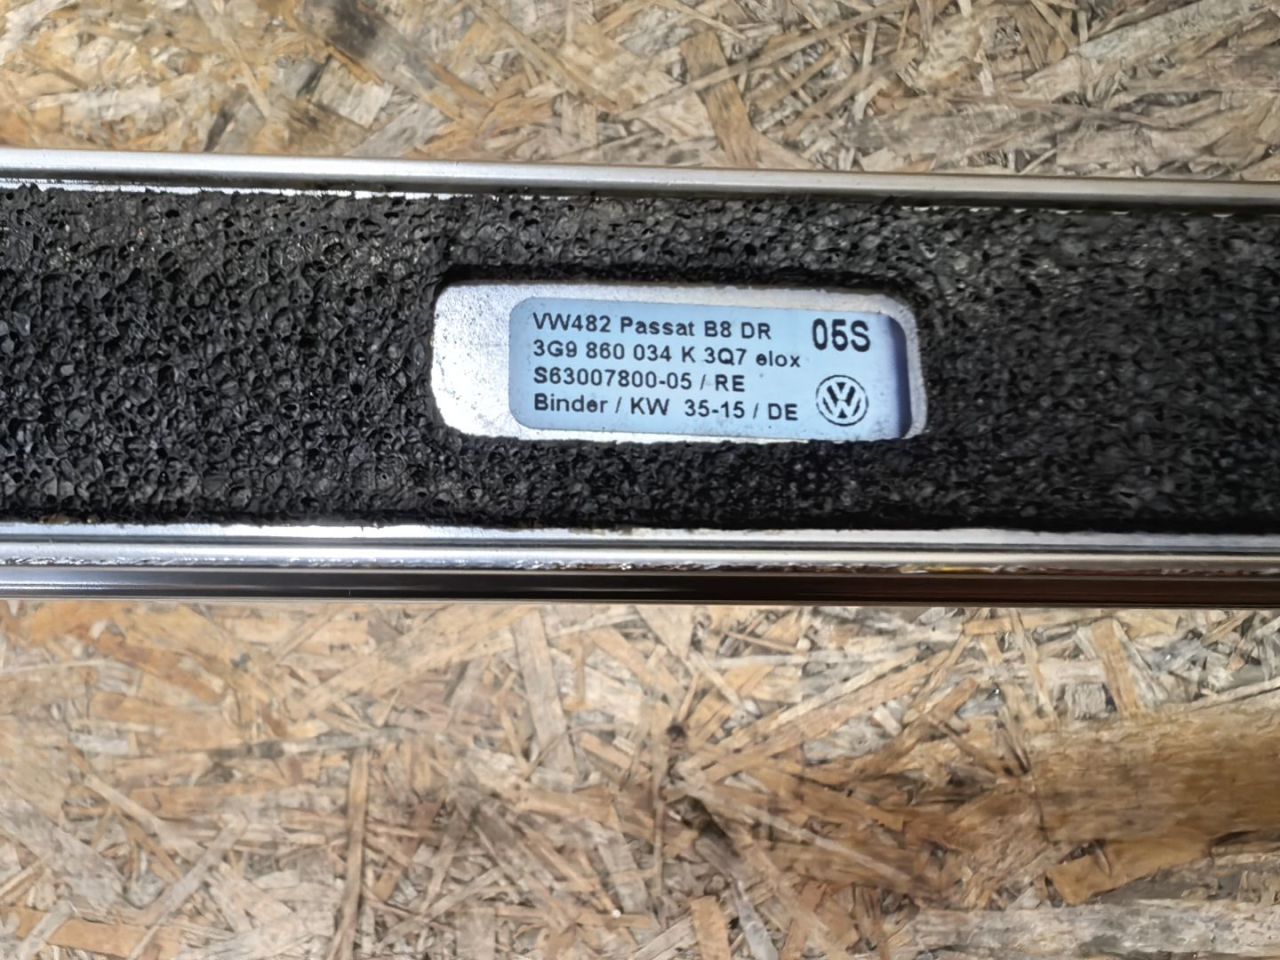 VW482 Passat B8 DR 05S
3G9 860 034 K 3Q7 elox
S63007800-05 / RE
Binder / KW 35-15 / DE